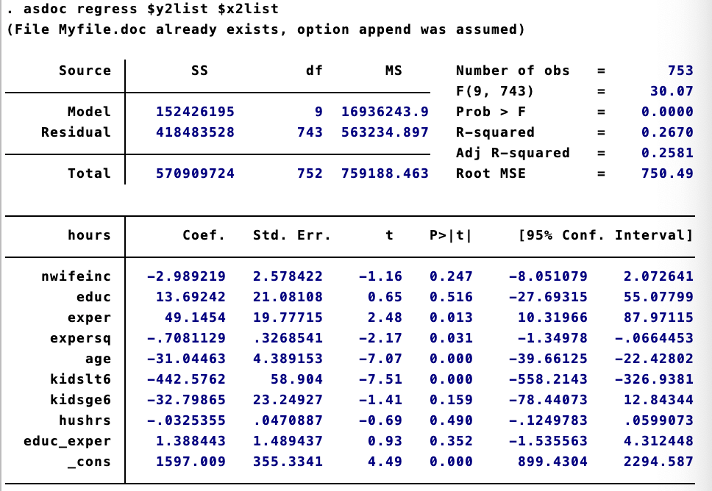 . asdoc regress $y2list $x2list
(File Myfile.doc already exists, option append was assumed)
Source | SS df MS Number of obs = 753
F(9, 743) = 30.07
Model | 152426195 9 16936243.9 Prob > F = 0.0000
Residual | 418483528 743 563234.897 R-squared = 0.2670
Adj R-squared = 0.2581
Total | 570909724 752 759188.463 Root MSE = 750.49
hours | Coef. Std. Err. t P>|t| [95% Conf. Interval]
nwifeinc | -2.989219 2.578422 -1.16 0.247 -8.051079 2.072641
educ | 13.69242 21.08108 0.65 0.516 -27.69315 55.07799
exper | 49.1454 19.77715 2.48 0.013 10.31966 87.97115
expersq | -.7081129 .3268541 -2.17 0.031 -1.34978 -.0664453
age | -31.04463 4.389153 -7.07 0.000 -39.66125 -22.42802
kidslt6 | -442.5762 58.904 -7.51 0.000 -558.2143 -326.9381
kidsge6 | -32.79865 23.24927 -1.41 0.159 -78.44073 12.84344
hushrs | -.0325355 .0470887 -0.69 0.490 -.1249783 .0599073
educ_exper | 1.388443 1.489437 0.93 0.352 -1.535563 4.312448
_cons | 1597.009 355.3341 4.49 0.000 899.4304 2294.587